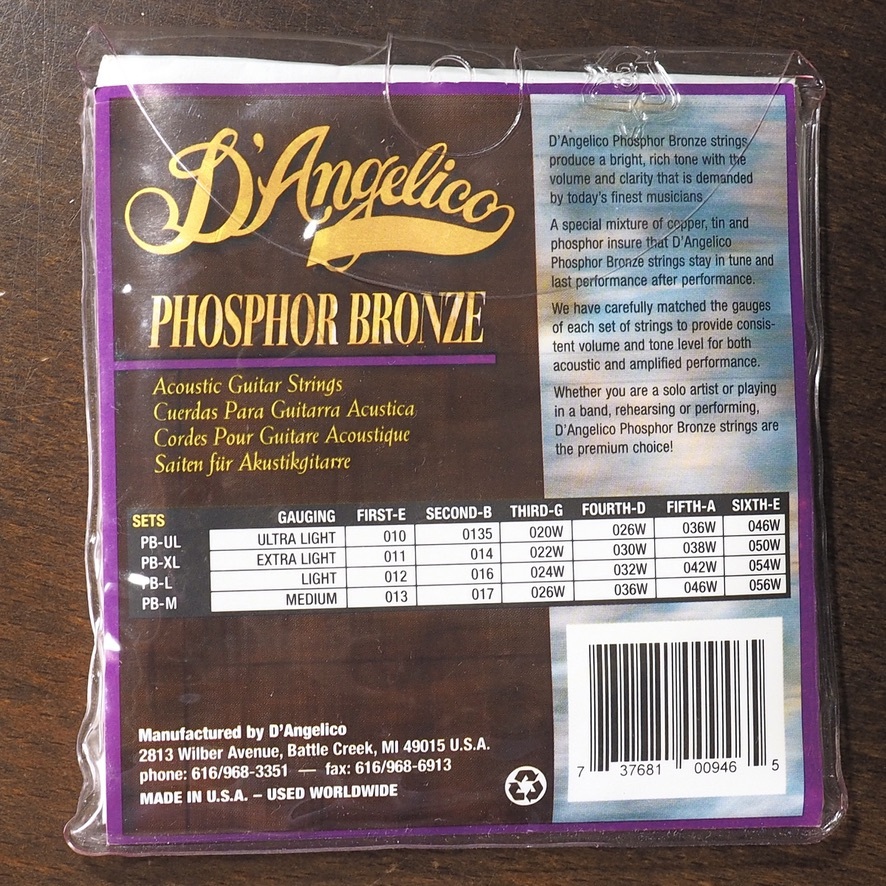 D'Angelico
PHOSPHOR BRONZE
Acoustic Guitar Strings
Cuerdas Para Guitarra Acustica
Cordes Pour Guitare Acoustique
Saiten für Akustikgitarre
D'Angelico Phosphor Bronze strings
produce a bright, rich tone with the
volume and clarity that is demanded
by today's finest musicians
A special mixture of copper, tin and
phosphor insure that D'Angelico
Phosphor Bronze strings stay in tune and
last performance after performance.
We have carefully matched the gauges
of each set of strings to provide consis-
tent volume and tone level for both
acoustic and amplified performance.
Whether you are a solo artist or playing
in a band, rehearsing or performing,
D'Angelico Phosphor Bronze strings are
the premium choice!
SETS GAUGING FIRST-E SECOND-B THIRD-G FOURTH-D FIFTH-A SIXTH-E
PB-UL ULTRA LIGHT 010 0135 020W 026W 036W 046W
PB-XL EXTRA LIGHT 011 014 022W 030W 038W 050W
PB-L LIGHT 012 016 024W 032W 042W 054W
PB-M MEDIUM 013 017 026W 036W 046W 056W
Manufactured by D'Angelico
2813 Wilber Avenue, Battle Creek, MI 49015 U.S.A.
phone: 616/968-3351 — fax: 616/968-6913
MADE IN U.S.A. – USED WORLDWIDE
7 37681 00946 5